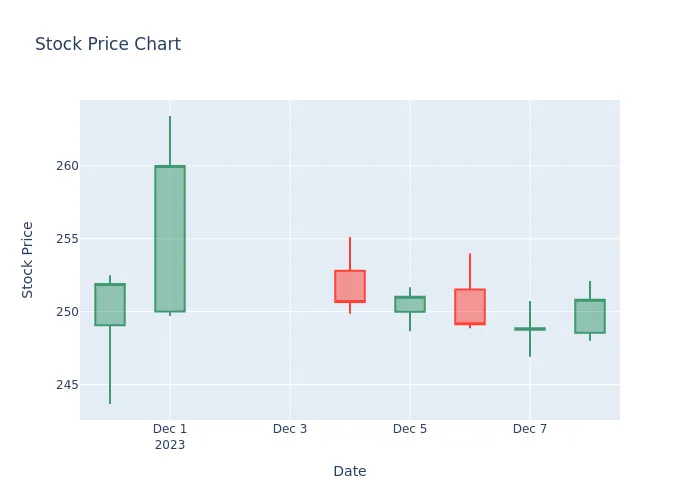 Stock Price Chart
Stock Price
260
255
250
245
Dec 1
2023
Dec 3
Dec 5
Dec 7
Date